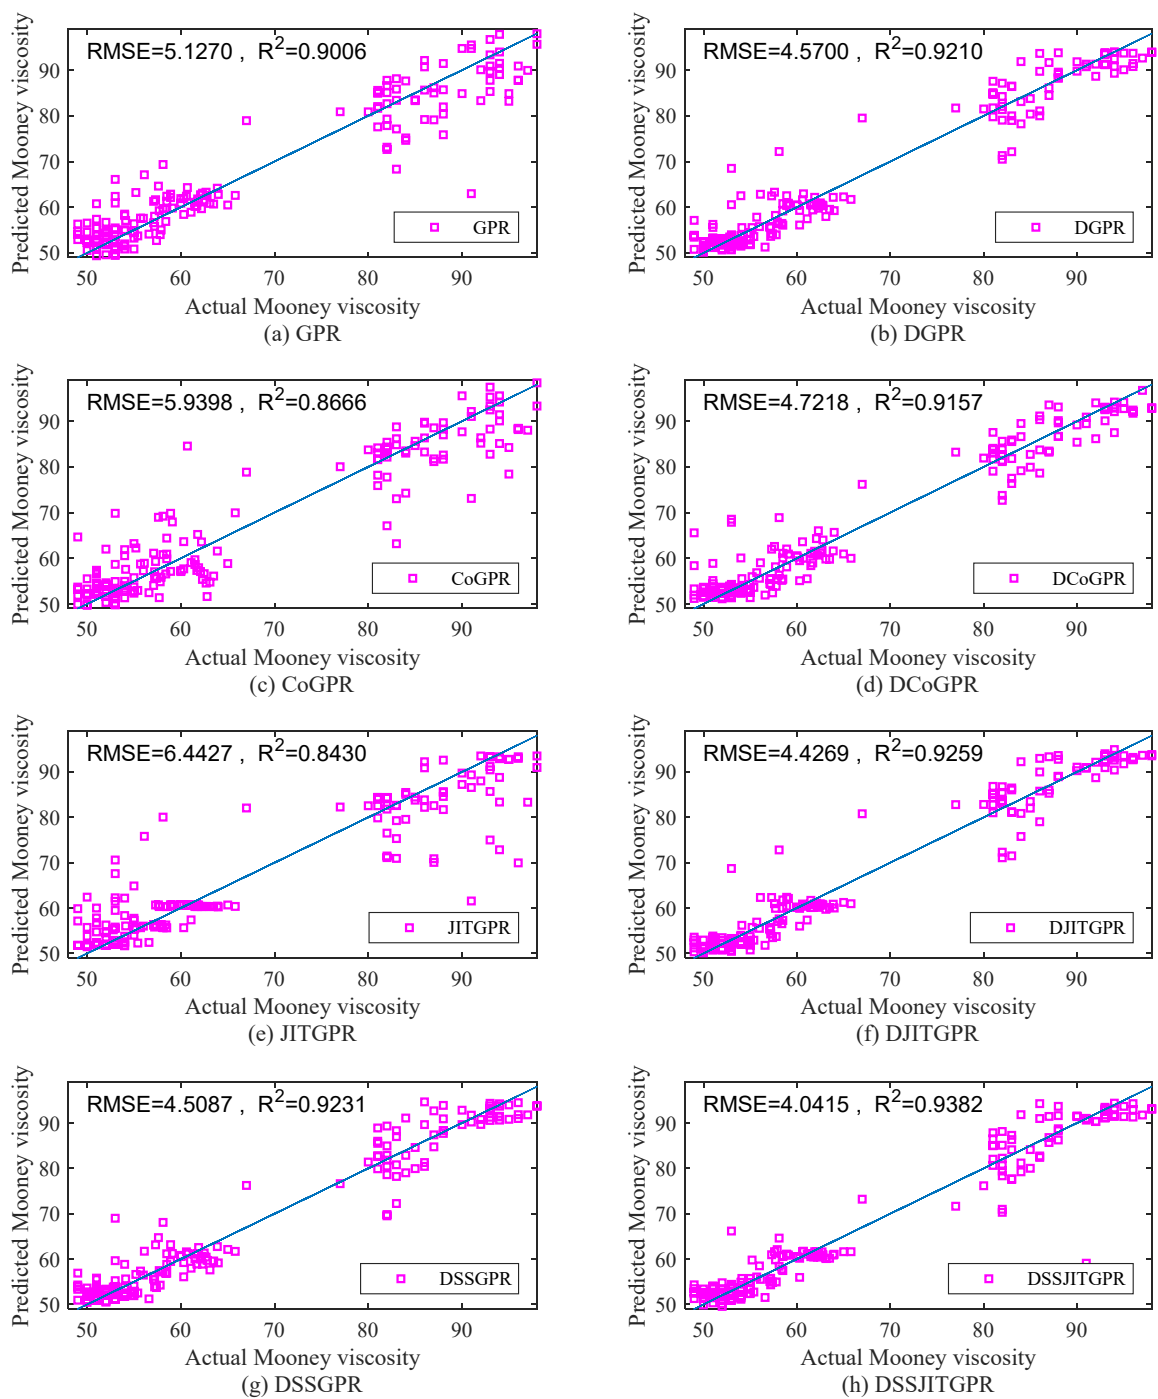 RMSE=5.1270 , R²=0.9006
Predicted Mooney viscosity
90
80
70
60
50
GPR
50 60 70 80 90
Actual Mooney viscosity
(a) GPR
RMSE=4.5700 , R²=0.9210
Predicted Mooney viscosity
90
80
70
60
50
DGPR
50 60 70 80 90
Actual Mooney viscosity
(b) DGPR
RMSE=5.9398 , R²=0.8666
Predicted Mooney viscosity
90
80
70
60
50
CoGPR
50 60 70 80 90
Actual Mooney viscosity
(c) CoGPR
RMSE=4.7218 , R²=0.9157
Predicted Mooney viscosity
90
80
70
60
50
DCoGPR
50 60 70 80 90
Actual Mooney viscosity
(d) DCoGPR
RMSE=6.4427 , R²=0.8430
Predicted Mooney viscosity
90
80
70
60
50
JITGPR
50 60 70 80 90
Actual Mooney viscosity
(e) JITGPR
RMSE=4.4269 , R²=0.9259
Predicted Mooney viscosity
90
80
70
60
50
DJITGPR
50 60 70 80 90
Actual Mooney viscosity
(f) DJITGPR
RMSE=4.5087 , R²=0.9231
Predicted Mooney viscosity
90
80
70
60
50
DSSGPR
50 60 70 80 90
Actual Mooney viscosity
(g) DSSGPR
RMSE=4.0415 , R²=0.9382
Predicted Mooney viscosity
90
80
70
60
50
DSSJITGPR
50 60 70 80 90
Actual Mooney viscosity
(h) DSSJITGPR